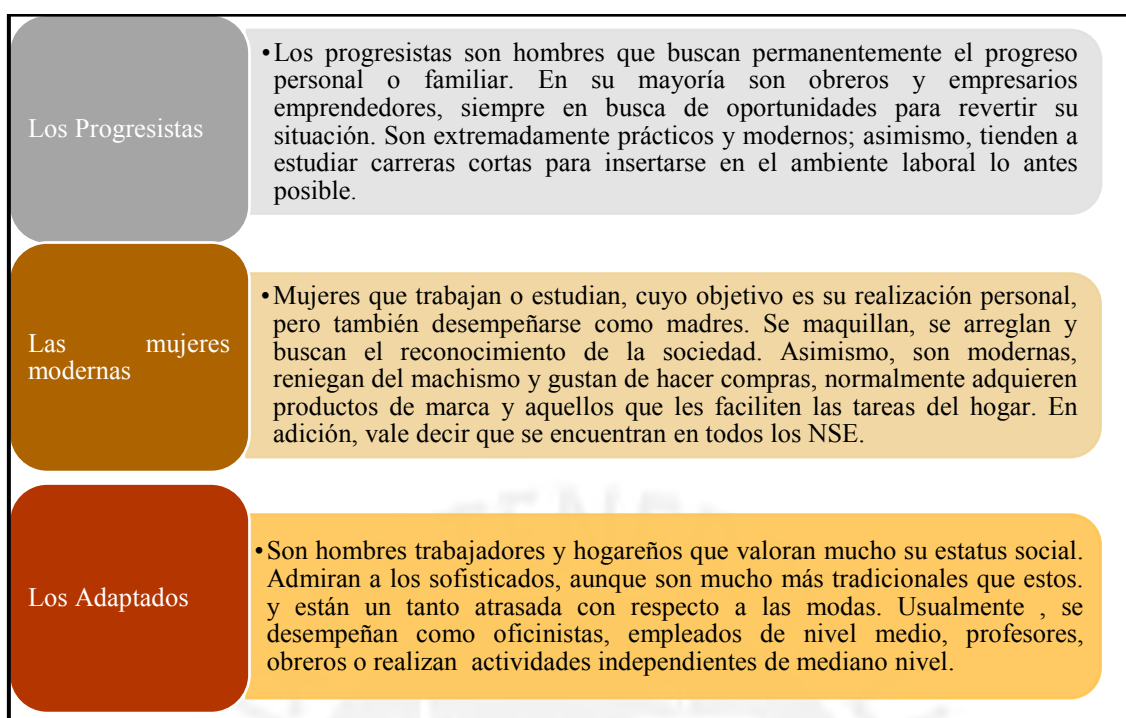 Los Progresistas
•Los progresistas son hombres que buscan permanentemente el progreso
personal o familiar. En su mayoría son obreros y empresarios
emprendedores, siempre en busca de oportunidades para revertir su
situación. Son extremadamente prácticos y modernos; asimismo, tienden a
estudiar carreras cortas para insertarse en el ambiente laboral lo antes
posible.
Las mujeres
modernas
•Mujeres que trabajan o estudian, cuyo objetivo es su realización personal,
pero también desempeñarse como madres. Se maquillan, se arreglan y
buscan el reconocimiento de la sociedad. Asimismo, son modernas,
reniegan del machismo y gustan de hacer compras, normalmente adquieren
productos de marca y aquellos que les faciliten las tareas del hogar. En
adición, vale decir que se encuentran en todos los NSE.
Los Adaptados
•Son hombres trabajadores y hogareños que valoran mucho su estatus social.
Admiran a los sofisticados, aunque son mucho más tradicionales que estos.
y están un tanto atrasada con respecto a las modas. Usualmente , se
desempeñan como oficinistas, empleados de nivel medio, profesores,
obreros o realizan actividades independientes de mediano nivel.